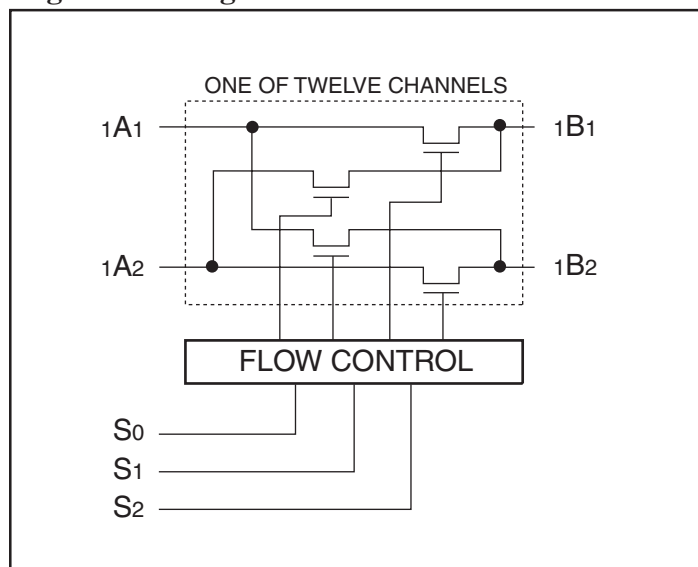 ONE OF TWELVE CHANNELS
1A1 1B1
1A2 1B2
FLOW CONTROL
S0
S1
S2